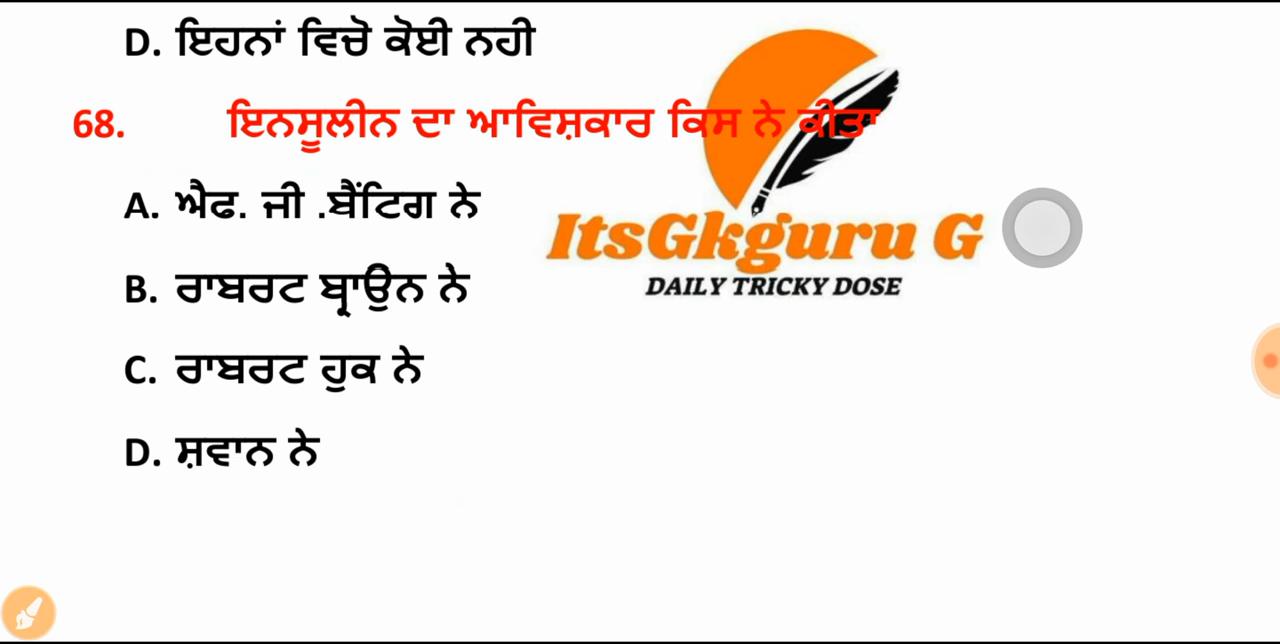 D. ਇਹਨਾਂ ਵਿਚੋ ਕੋਈ ਨਹੀ
68. ਇਨਸੂਲੀਨ ਦਾ ਆਵਿਸ਼ਕਾਰ ਕਿਸ ਨੇ ਕੀਤਾ
A. ਐਫ. ਜੀ .ਬੈਂਟਿਗ ਨੇ
ItsGkguru G
B. ਰਾਬਰਟ ਬ੍ਰਾਉਨ ਨੇ
DAILY TRICKY DOSE
C. ਰਾਬਰਟ ਹੁਕ ਨੇ
D. ਸ਼ਵਾਨ ਨੇ